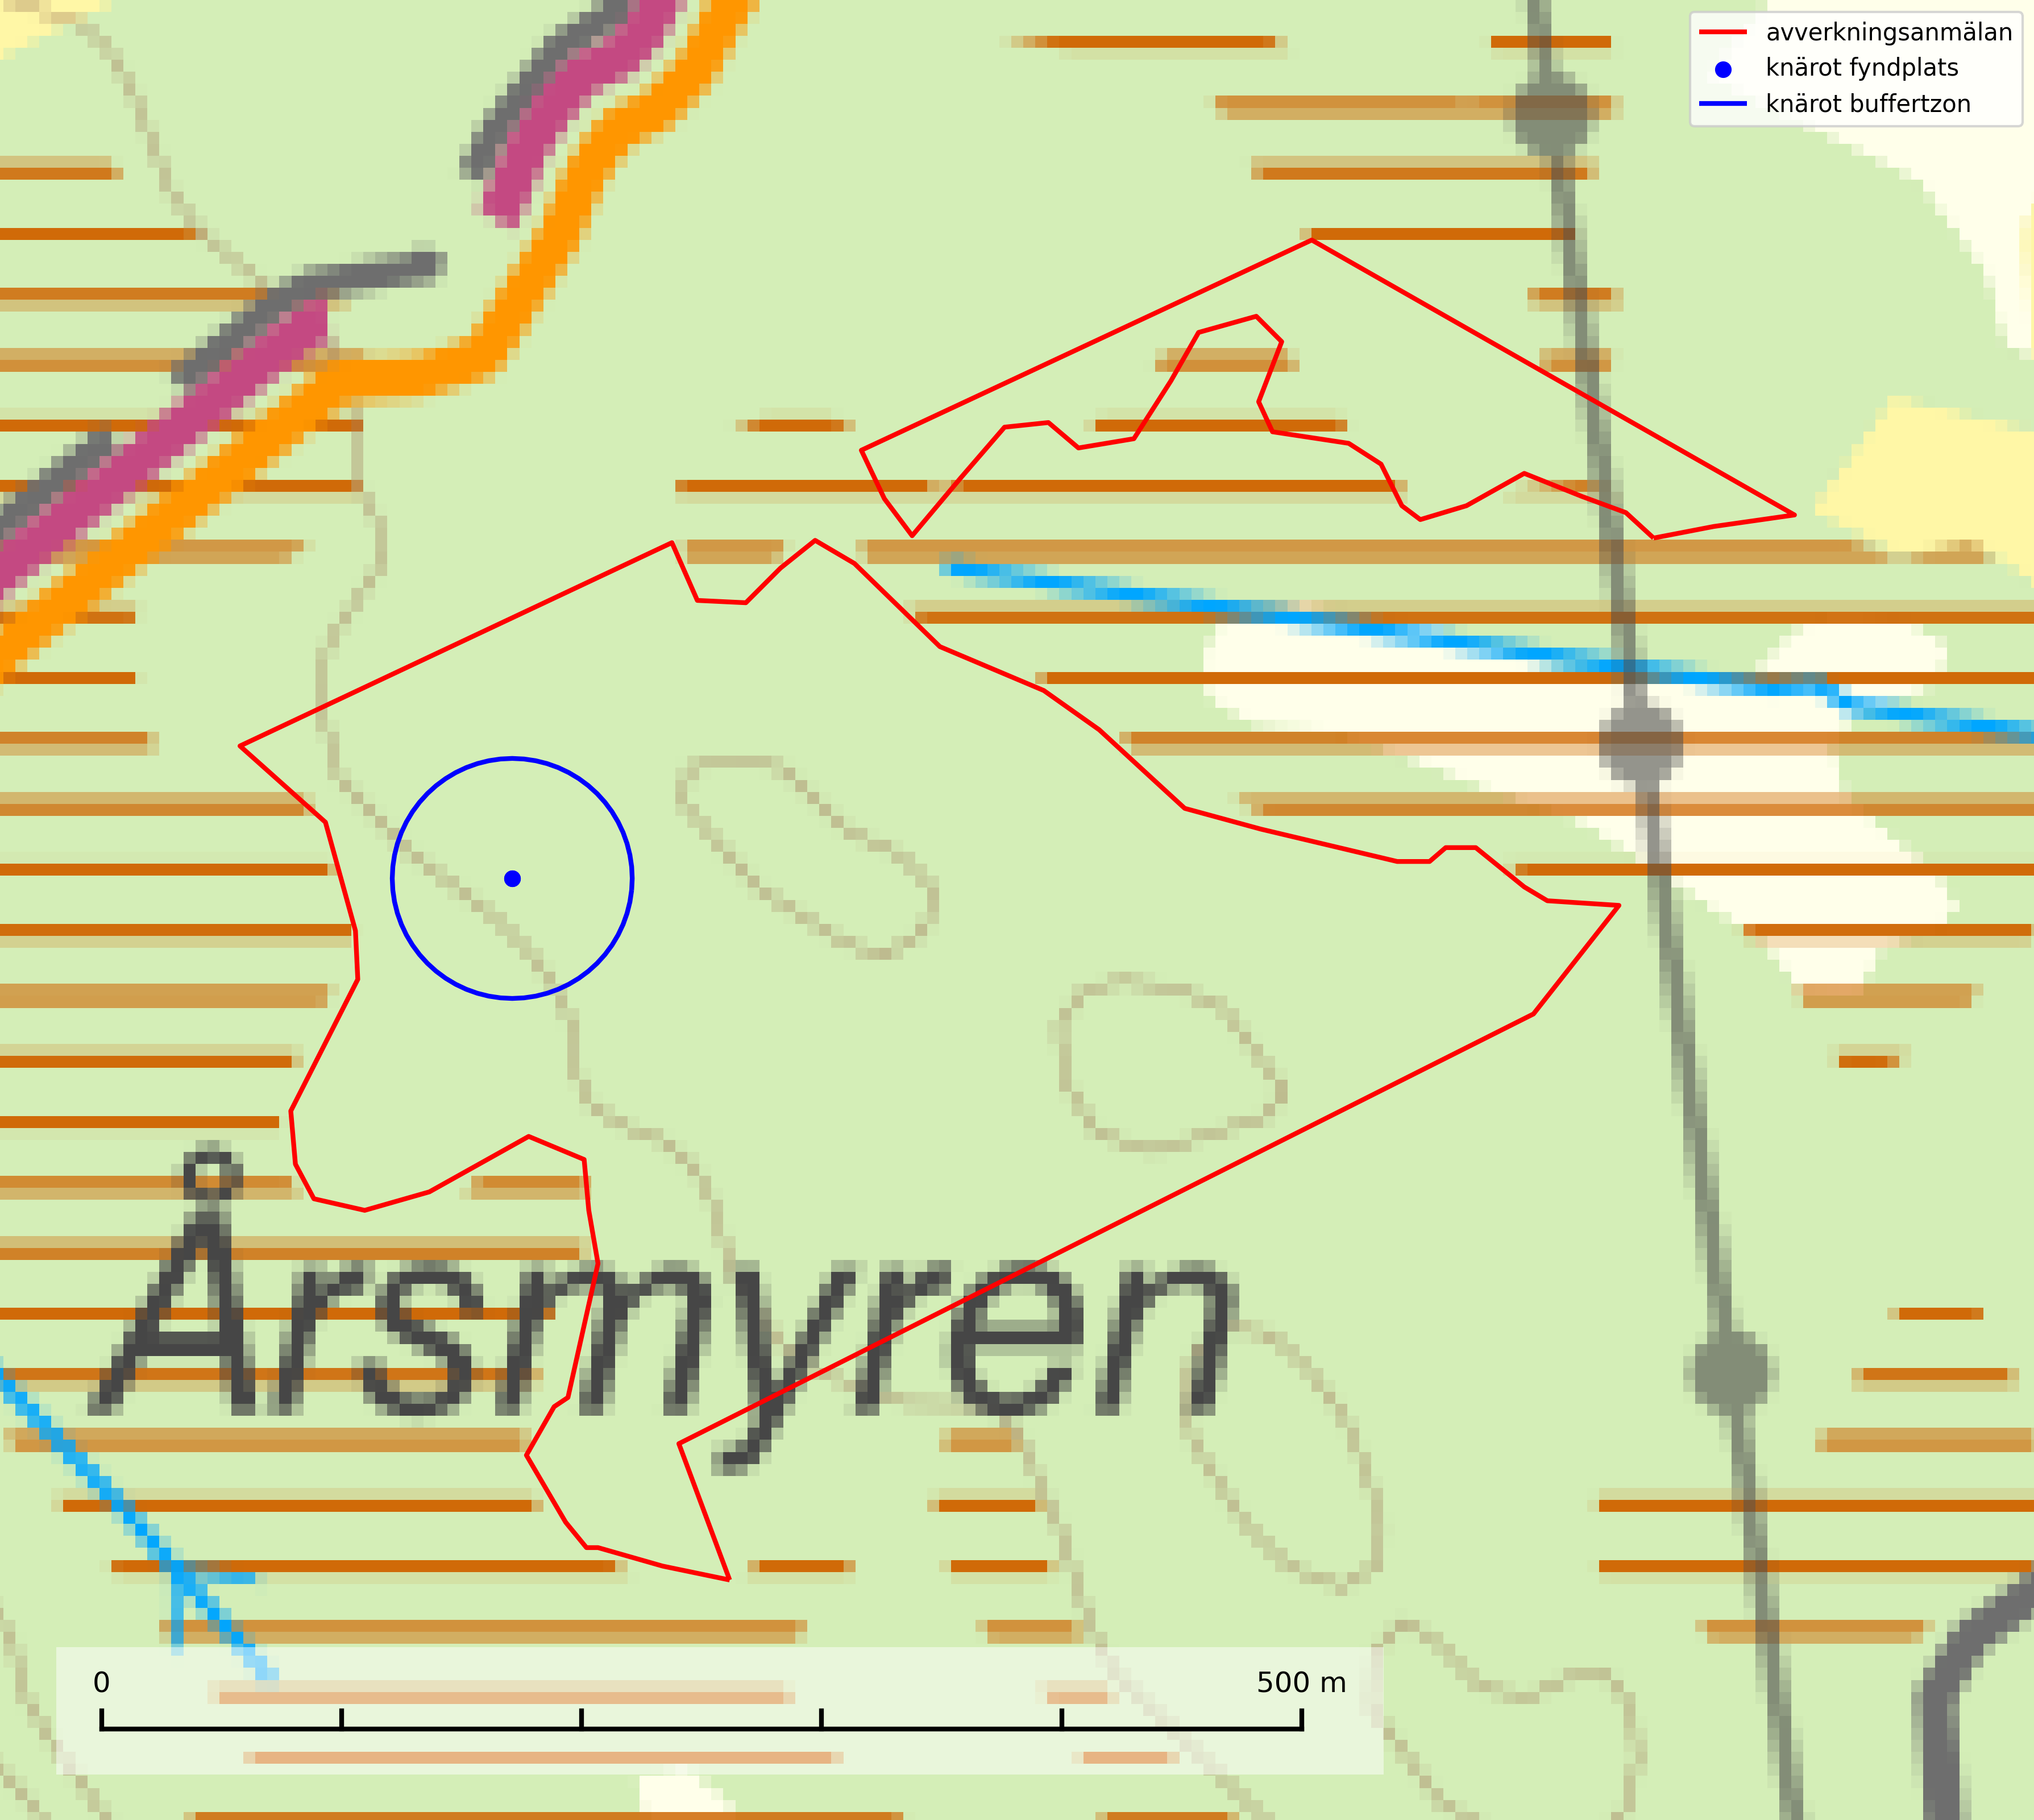 avverkningsanmälan
knärot fyndplats
knärot buffertzon
Årsmyren
0 500 m